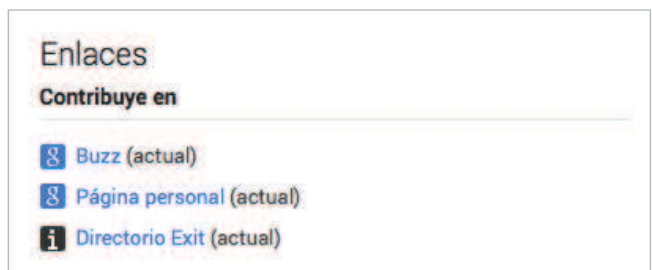 Enlaces
Contribuye en
Buzz (actual)
Página personal (actual)
Directorio Exit (actual)